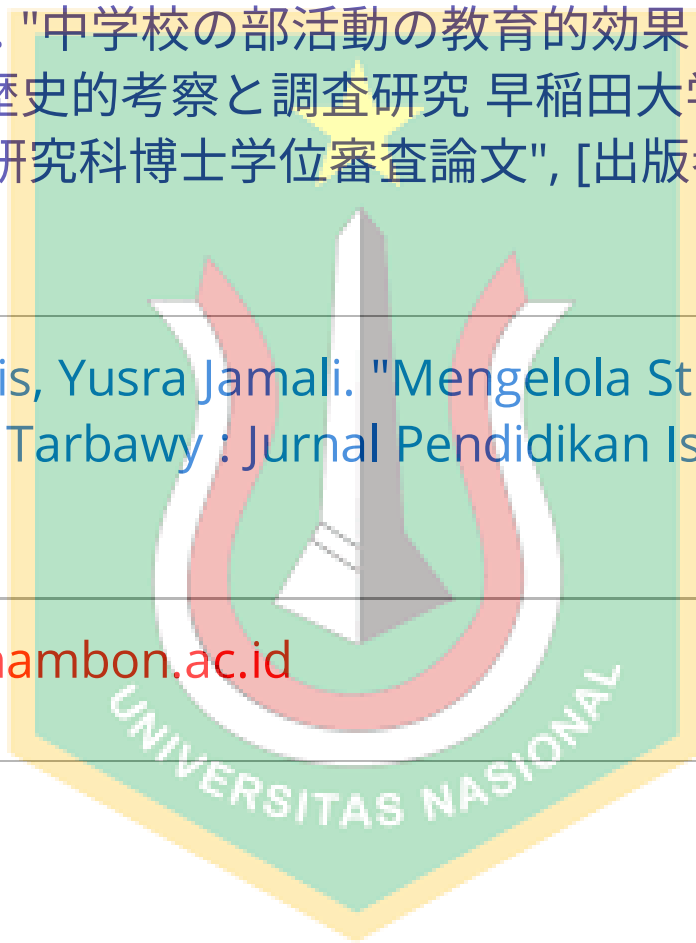 . "中学校の部活動の教育的効果
歴史的考察と調査研究 早稲田大学
研究科博士学位審査論文", [出版者
is, Yusra Jamali. "Mengelola St
Tarbawy : Jurnal Pendidikan Is
ambon.ac.id
UNIVERSITAS NASIONAL